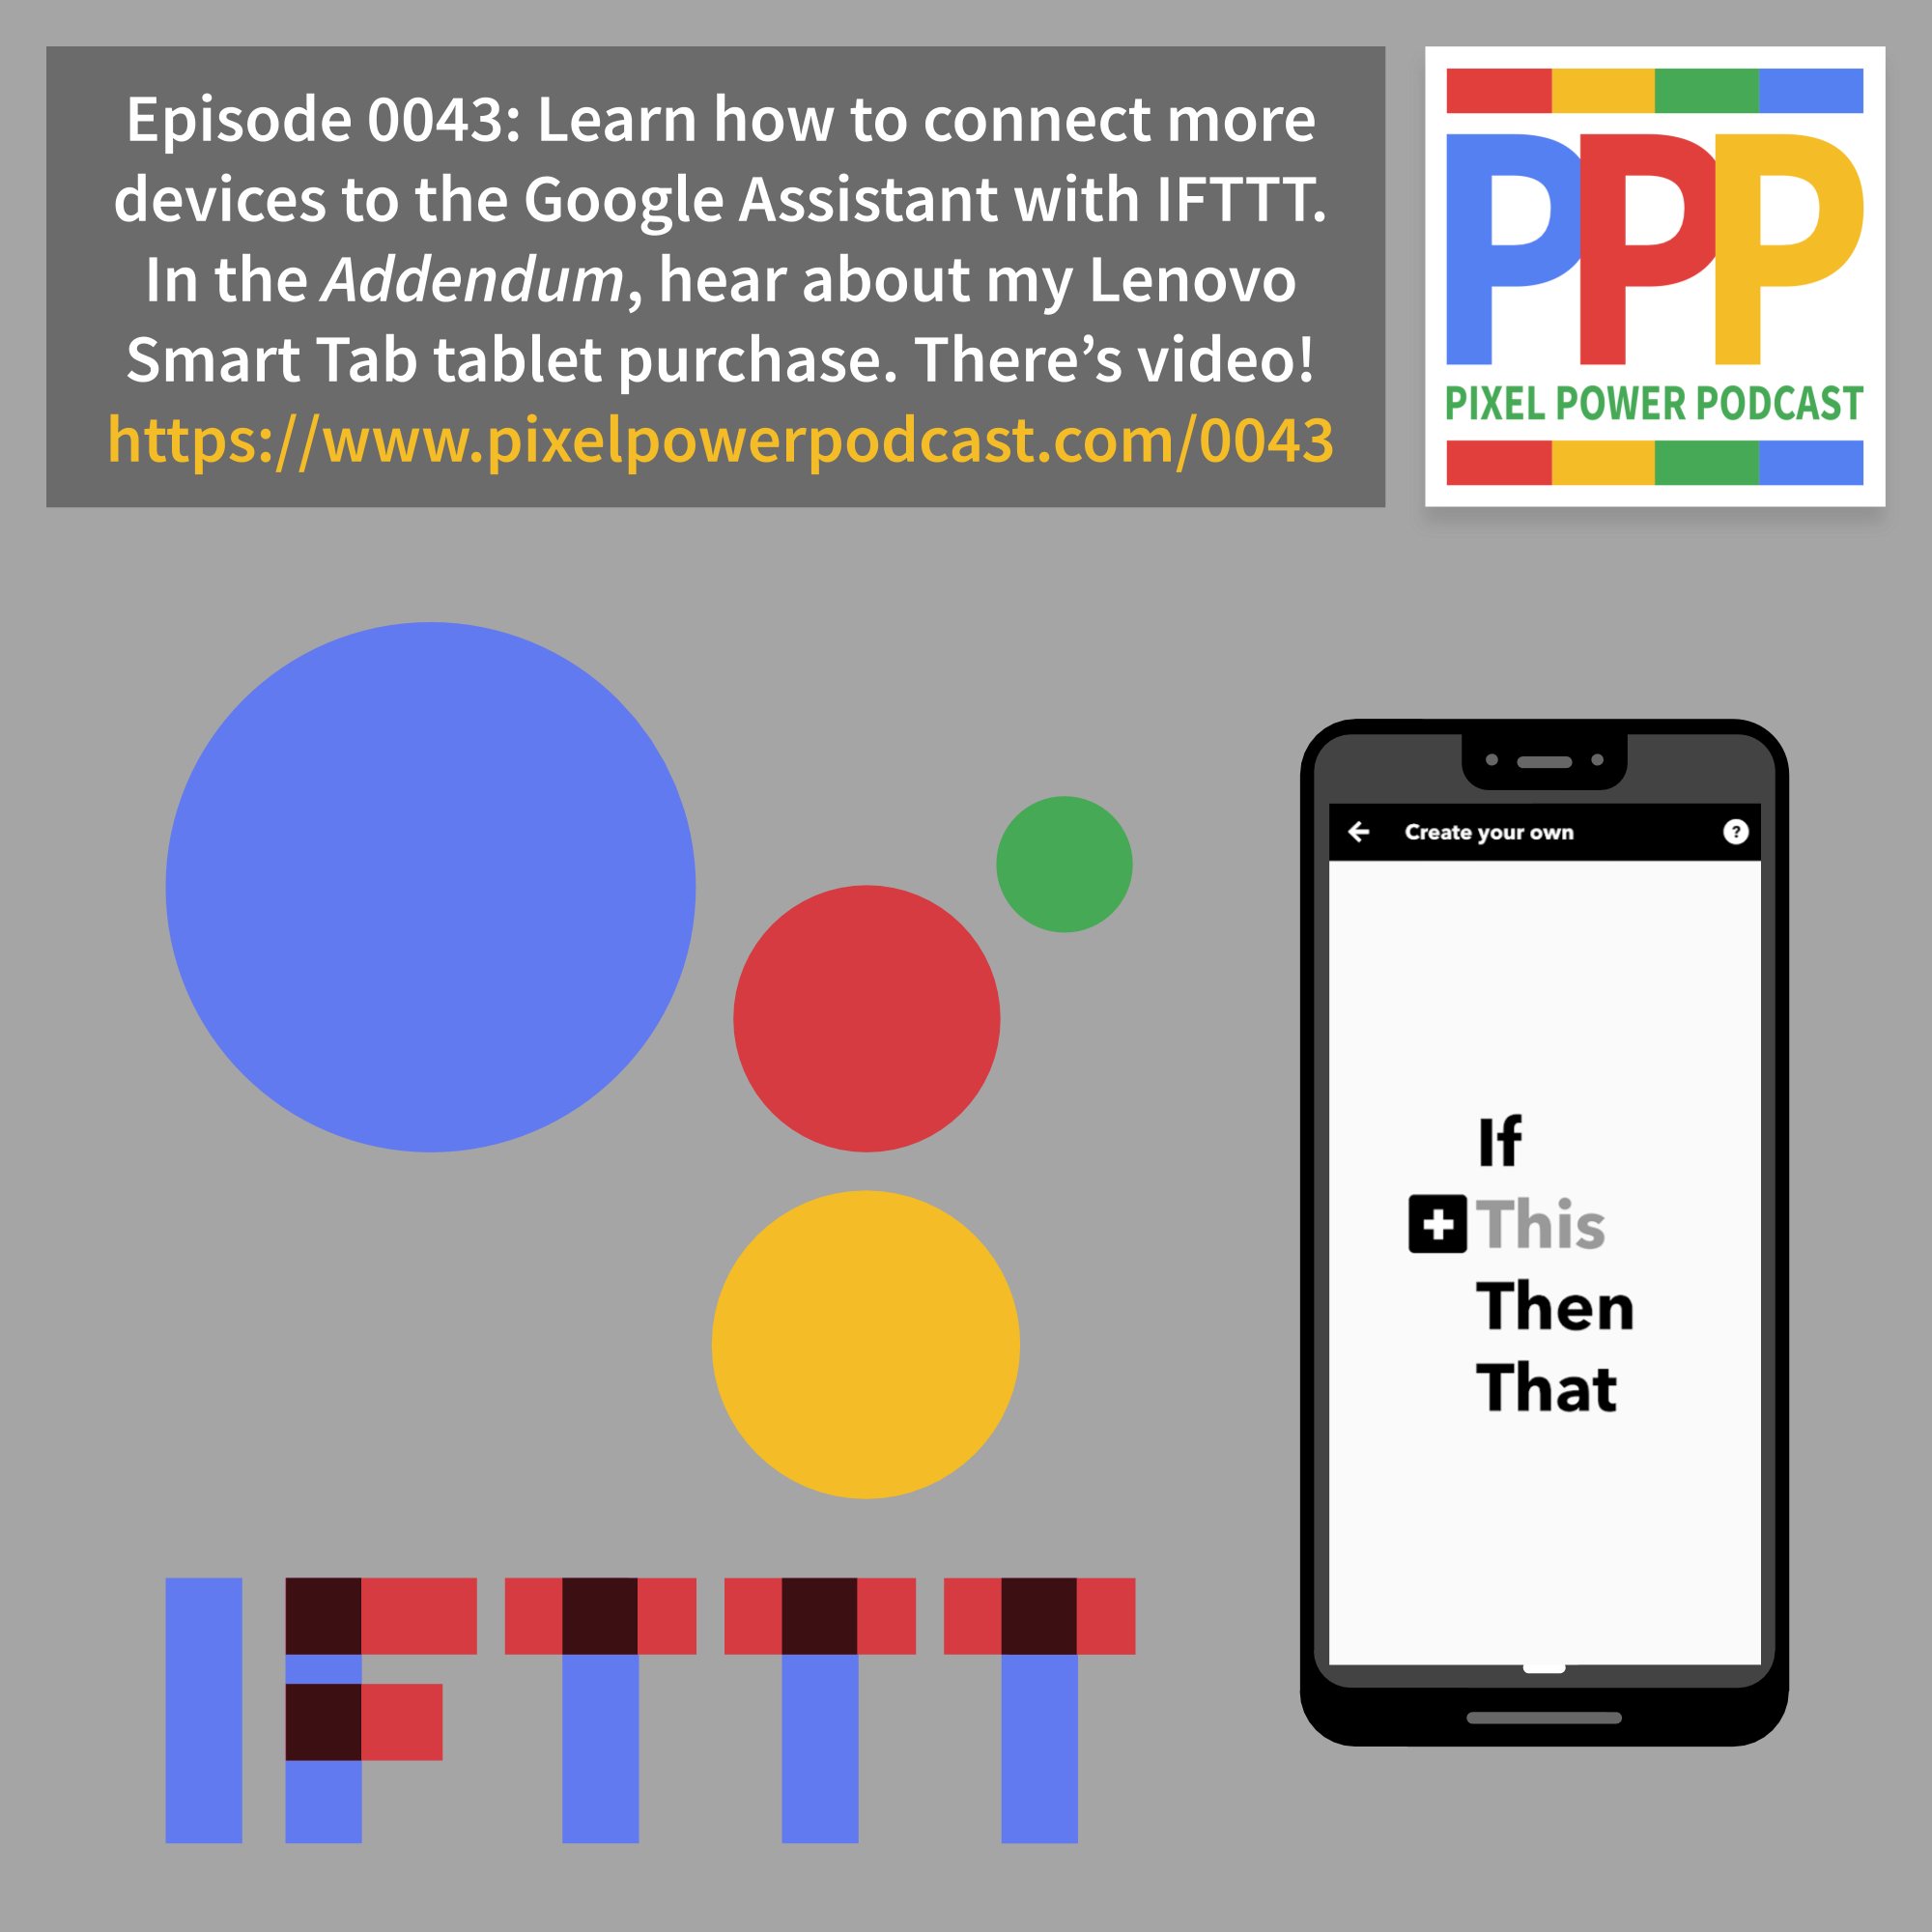 Episode 0043: Learn how to connect more
devices to the Google Assistant with IFTTT.
In the Addendum, hear about my Lenovo
Smart Tab tablet purchase. There’s video!
https://www.pixelpowerpodcast.com/0043
PPP
PIXEL POWER PODCAST
Create your own
?
If
This
Then
That
IFTTT